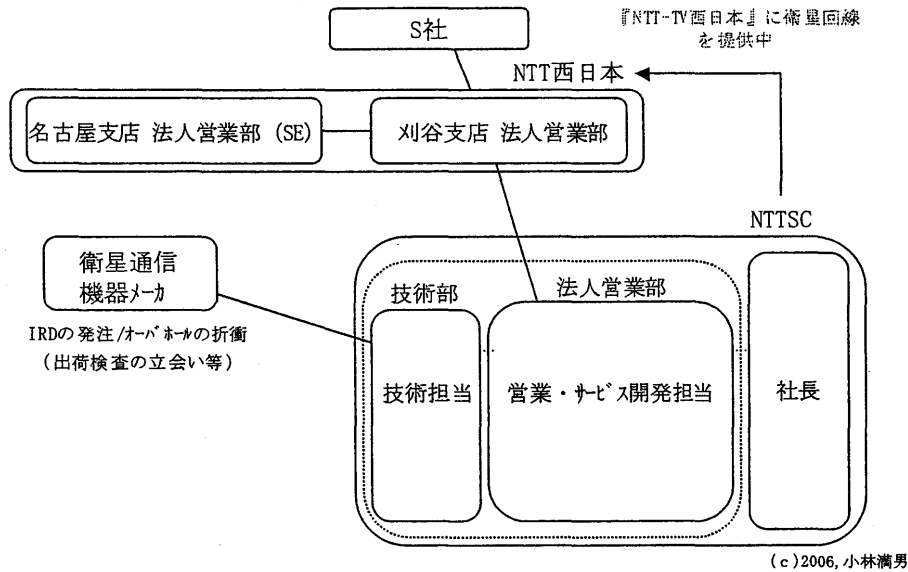 S社
『NTT-TV西日本』に衛星回線
を提供中
NTT西日本
名古屋支店 法人営業部 (SE)
刈谷支店 法人営業部
NTTSC
衛星通信
機器メーカ
IRDの発注/オーバホールの折衝
(出荷検査の立会い等)
技術部
法人営業部
技術担当
営業・サービス開発担当
社長
(c)2006,小林満男